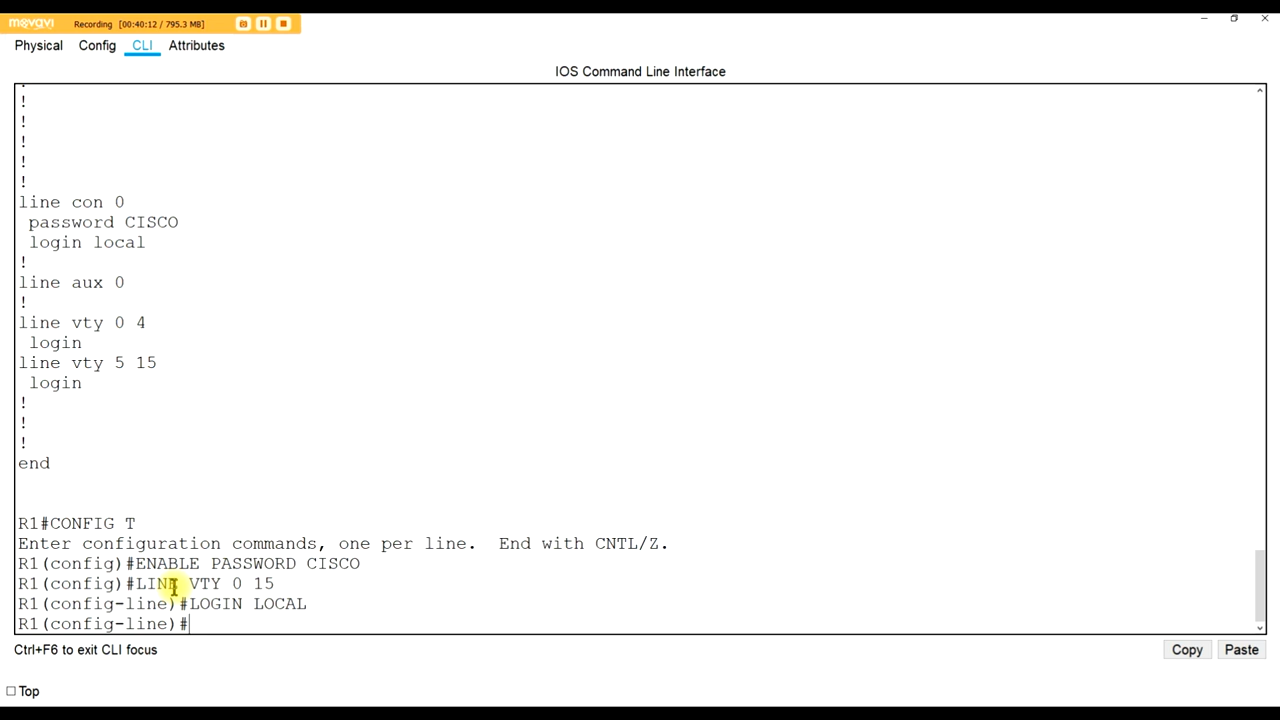 movavi Recording [00:40:12 / 795.3 MB]
Physical Config CLI Attributes
IOS Command Line Interface
!
!
!
!
!
!
line con 0
password CISCO
login local
!
line aux 0
!
line vty 0 4
login
line vty 5 15
login
!
!
!
end
R1#CONFIG T
Enter configuration commands, one per line. End with CNTL/Z.
R1(config)#ENABLE PASSWORD CISCO
R1(config)#LINE VTY 0 15
R1(config-line)#LOGIN LOCAL
R1(config-line)#
Ctrl+F6 to exit CLI focus
Copy Paste
Top